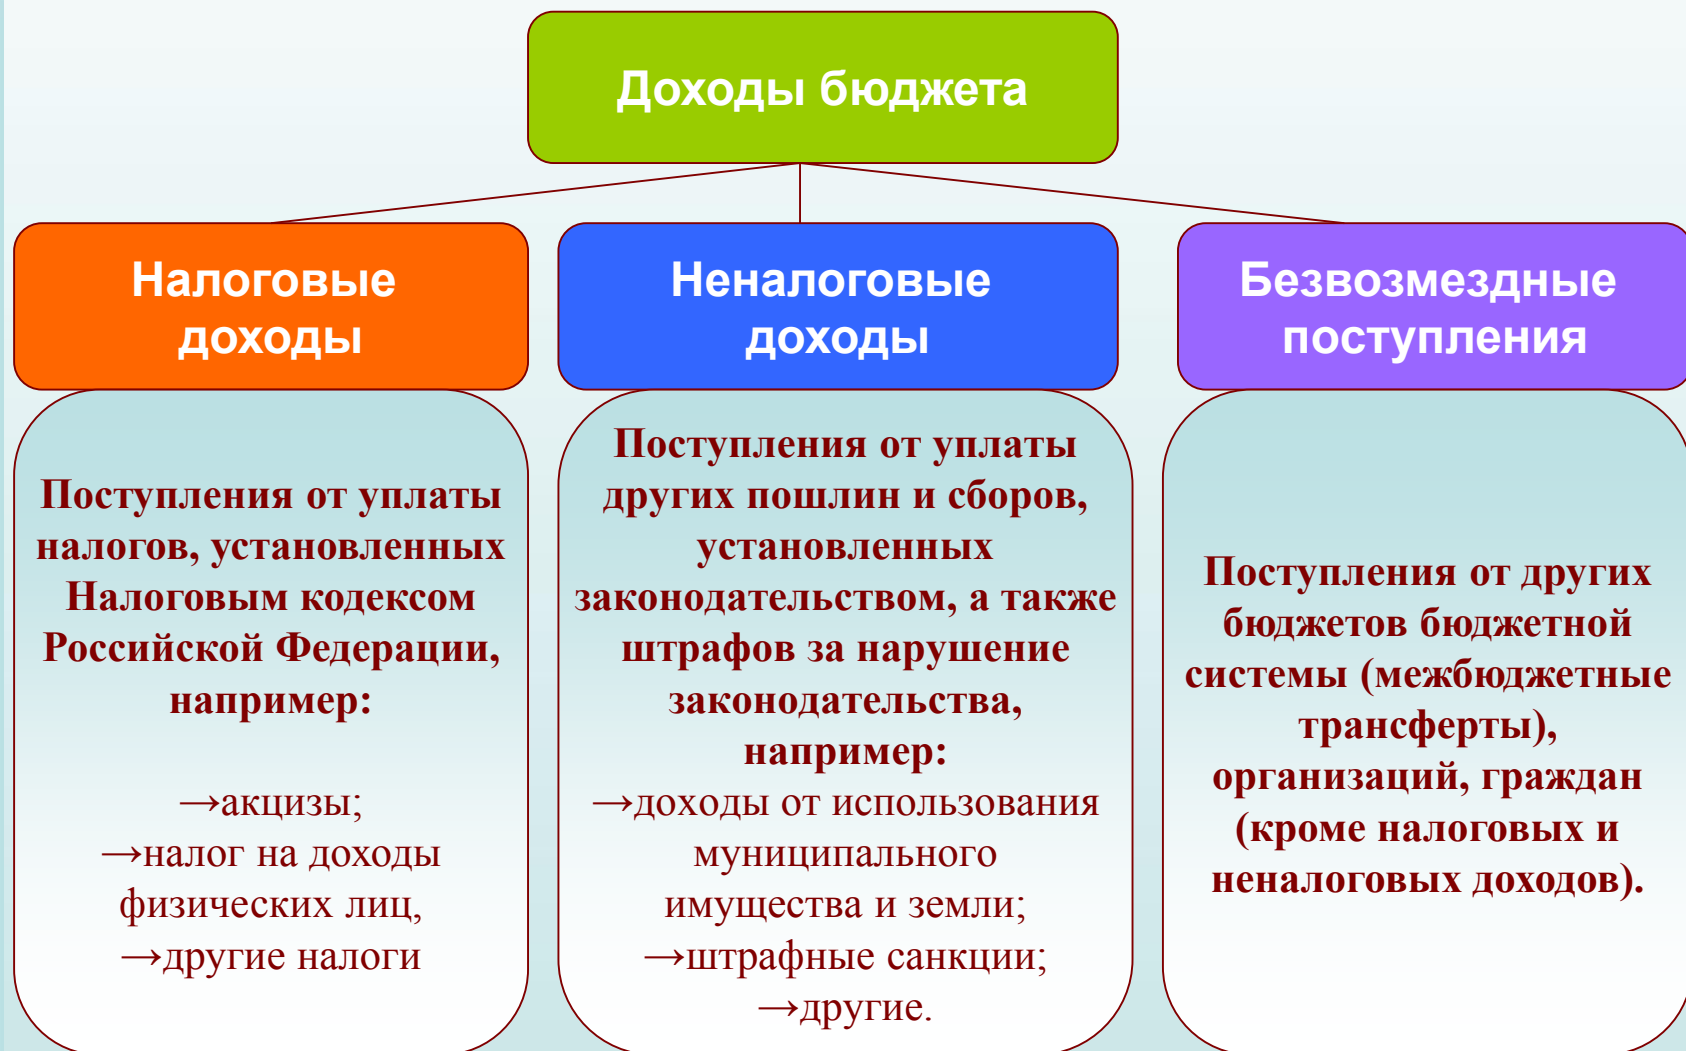 Доходы бюджета
Налоговые
доходы
Неналоговые
доходы
Безвозмездные
поступления
Поступления от уплаты
налогов, установленных
Налоговым кодексом
Российской Федерации,
например:
→акцизы;
→налог на доходы
физических лиц,
→другие налоги
Поступления от уплаты
других пошлин и сборов,
установленных
законодательством, а также
штрафов за нарушение
законодательства,
например:
→доходы от использования
муниципального
имущества и земли;
→штрафные санкции;
→другие.
Поступления от других
бюджетов бюджетной
системы (межбюджетные
трансферты),
организаций, граждан
(кроме налоговых и
неналоговых доходов).